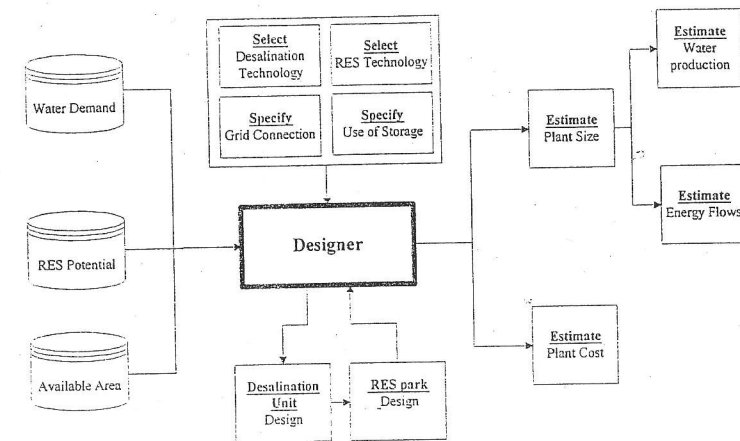 Water Demand
RES Potential
Available Area
Select
Desalination
Technology
Select
RES Technology
Specify
Grid Connection
Specify
Use of Storage
Designer
Desalination
Unit
Design
RES park
Design
Estimate
Plant Size
Estimate
Plant Cost
Estimate
Water
production
Estimate
Energy Flows